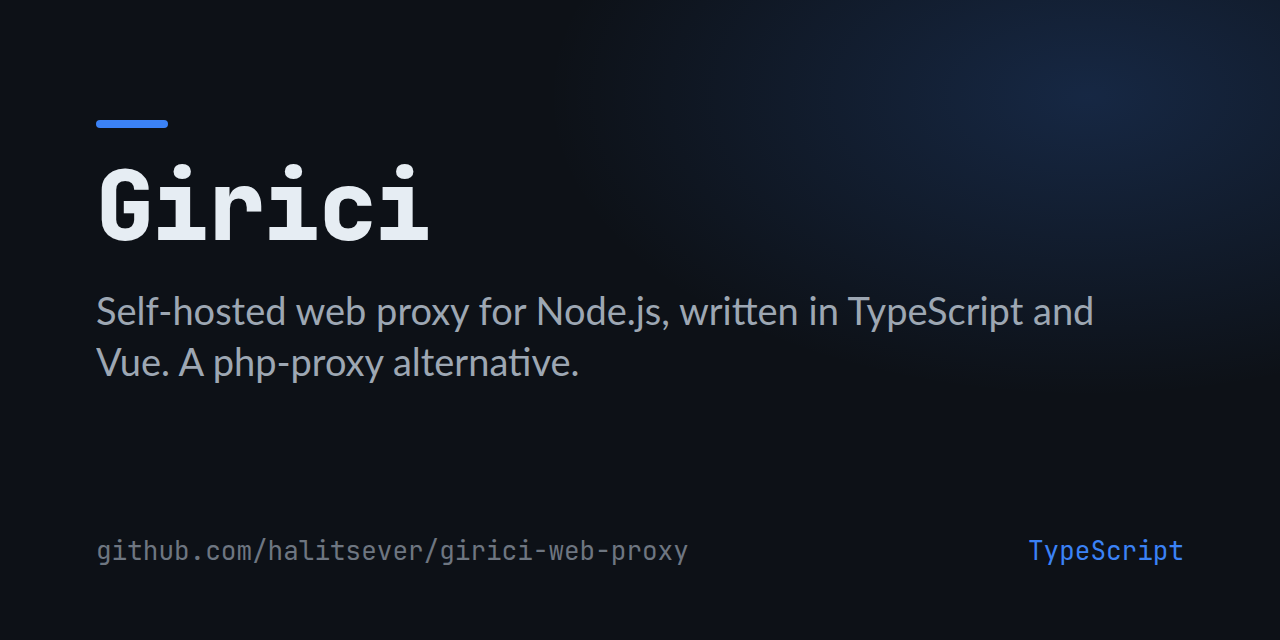 Girici
Self-hosted web proxy for Node.js, written in TypeScript and
Vue. A php-proxy alternative.
github.com/halitsever/girici-web-proxy
TypeScript